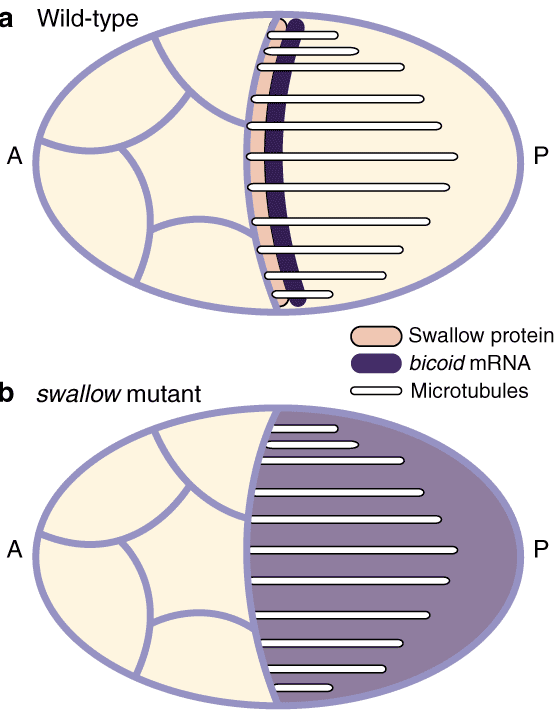 a Wild-type
A P
Swallow protein
bicoid mRNA
Microtubules
b swallow mutant
A P